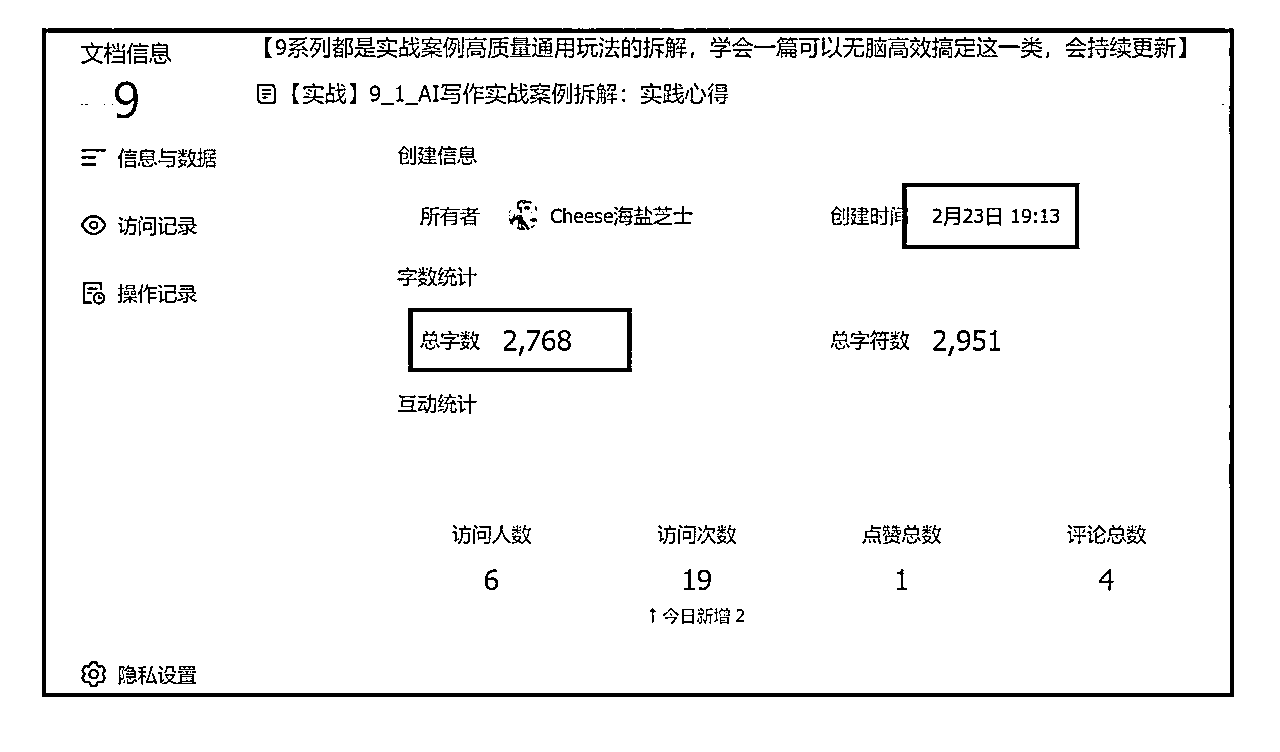 文档信息
【9系列都是实战案例高质量通用玩法的拆解，学会一篇可以无脑高效搞定这一类，会持续更新】
9
【实战】9_1_AI写作实战案例拆解：实践心得
信息与数据
创建信息
访问记录
所有者 Cheese海盐芝士 创建时间 2月23日 19:13
字数统计
操作记录
总字数 2,768 总字符数 2,951
互动统计
访问人数 访问次数 点赞总数 评论总数
6 19 1 4
↑今日新增 2
隐私设置